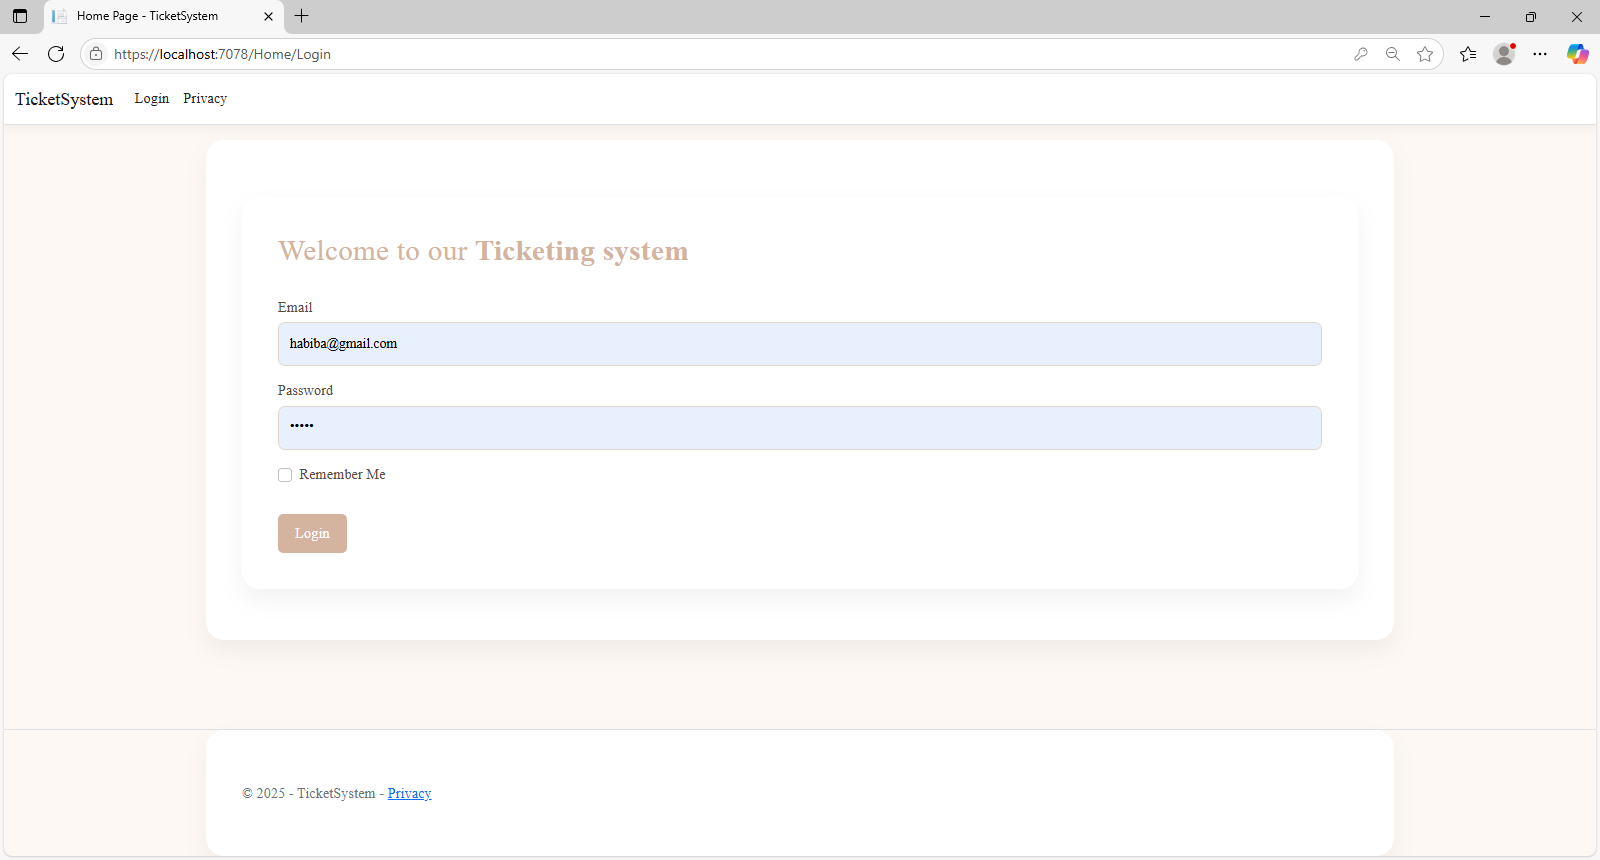 Home Page - TicketSystem
https://localhost:7078/Home/Login
TicketSystem Login Privacy
Welcome to our Ticketing system
Email
habiba@gmail.com
Password
•••••
Remember Me
Login
© 2025 - TicketSystem - Privacy